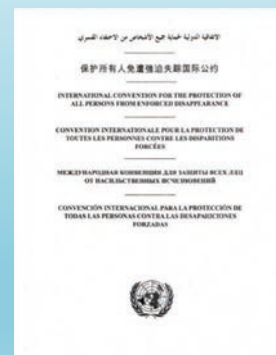 الاتفاقية الدولية لحماية جميع الأشخاص من الاختفاء القسري
保护所有人免遭强迫失踪国际公约
INTERNATIONAL CONVENTION FOR THE PROTECTION OF
ALL PERSONS FROM ENFORCED DISAPPEARANCE
CONVENTION INTERNATIONALE POUR LA PROTECTION DE
TOUTES LES PERSONNES CONTRE LES DISPARITIONS
FORCÉES
МЕЖДУНАРОДНАЯ КОНВЕНЦИЯ ДЛЯ ЗАЩИТЫ ВСЕХ ЛИЦ
ОТ НАСИЛЬСТВЕННЫХ ИСЧЕЗНОВЕНИЙ
CONVENCIÓN INTERNACIONAL PARA LA PROTECCIÓN DE
TODAS LAS PERSONAS CONTRA LAS DESAPARICIONES
FORZADAS